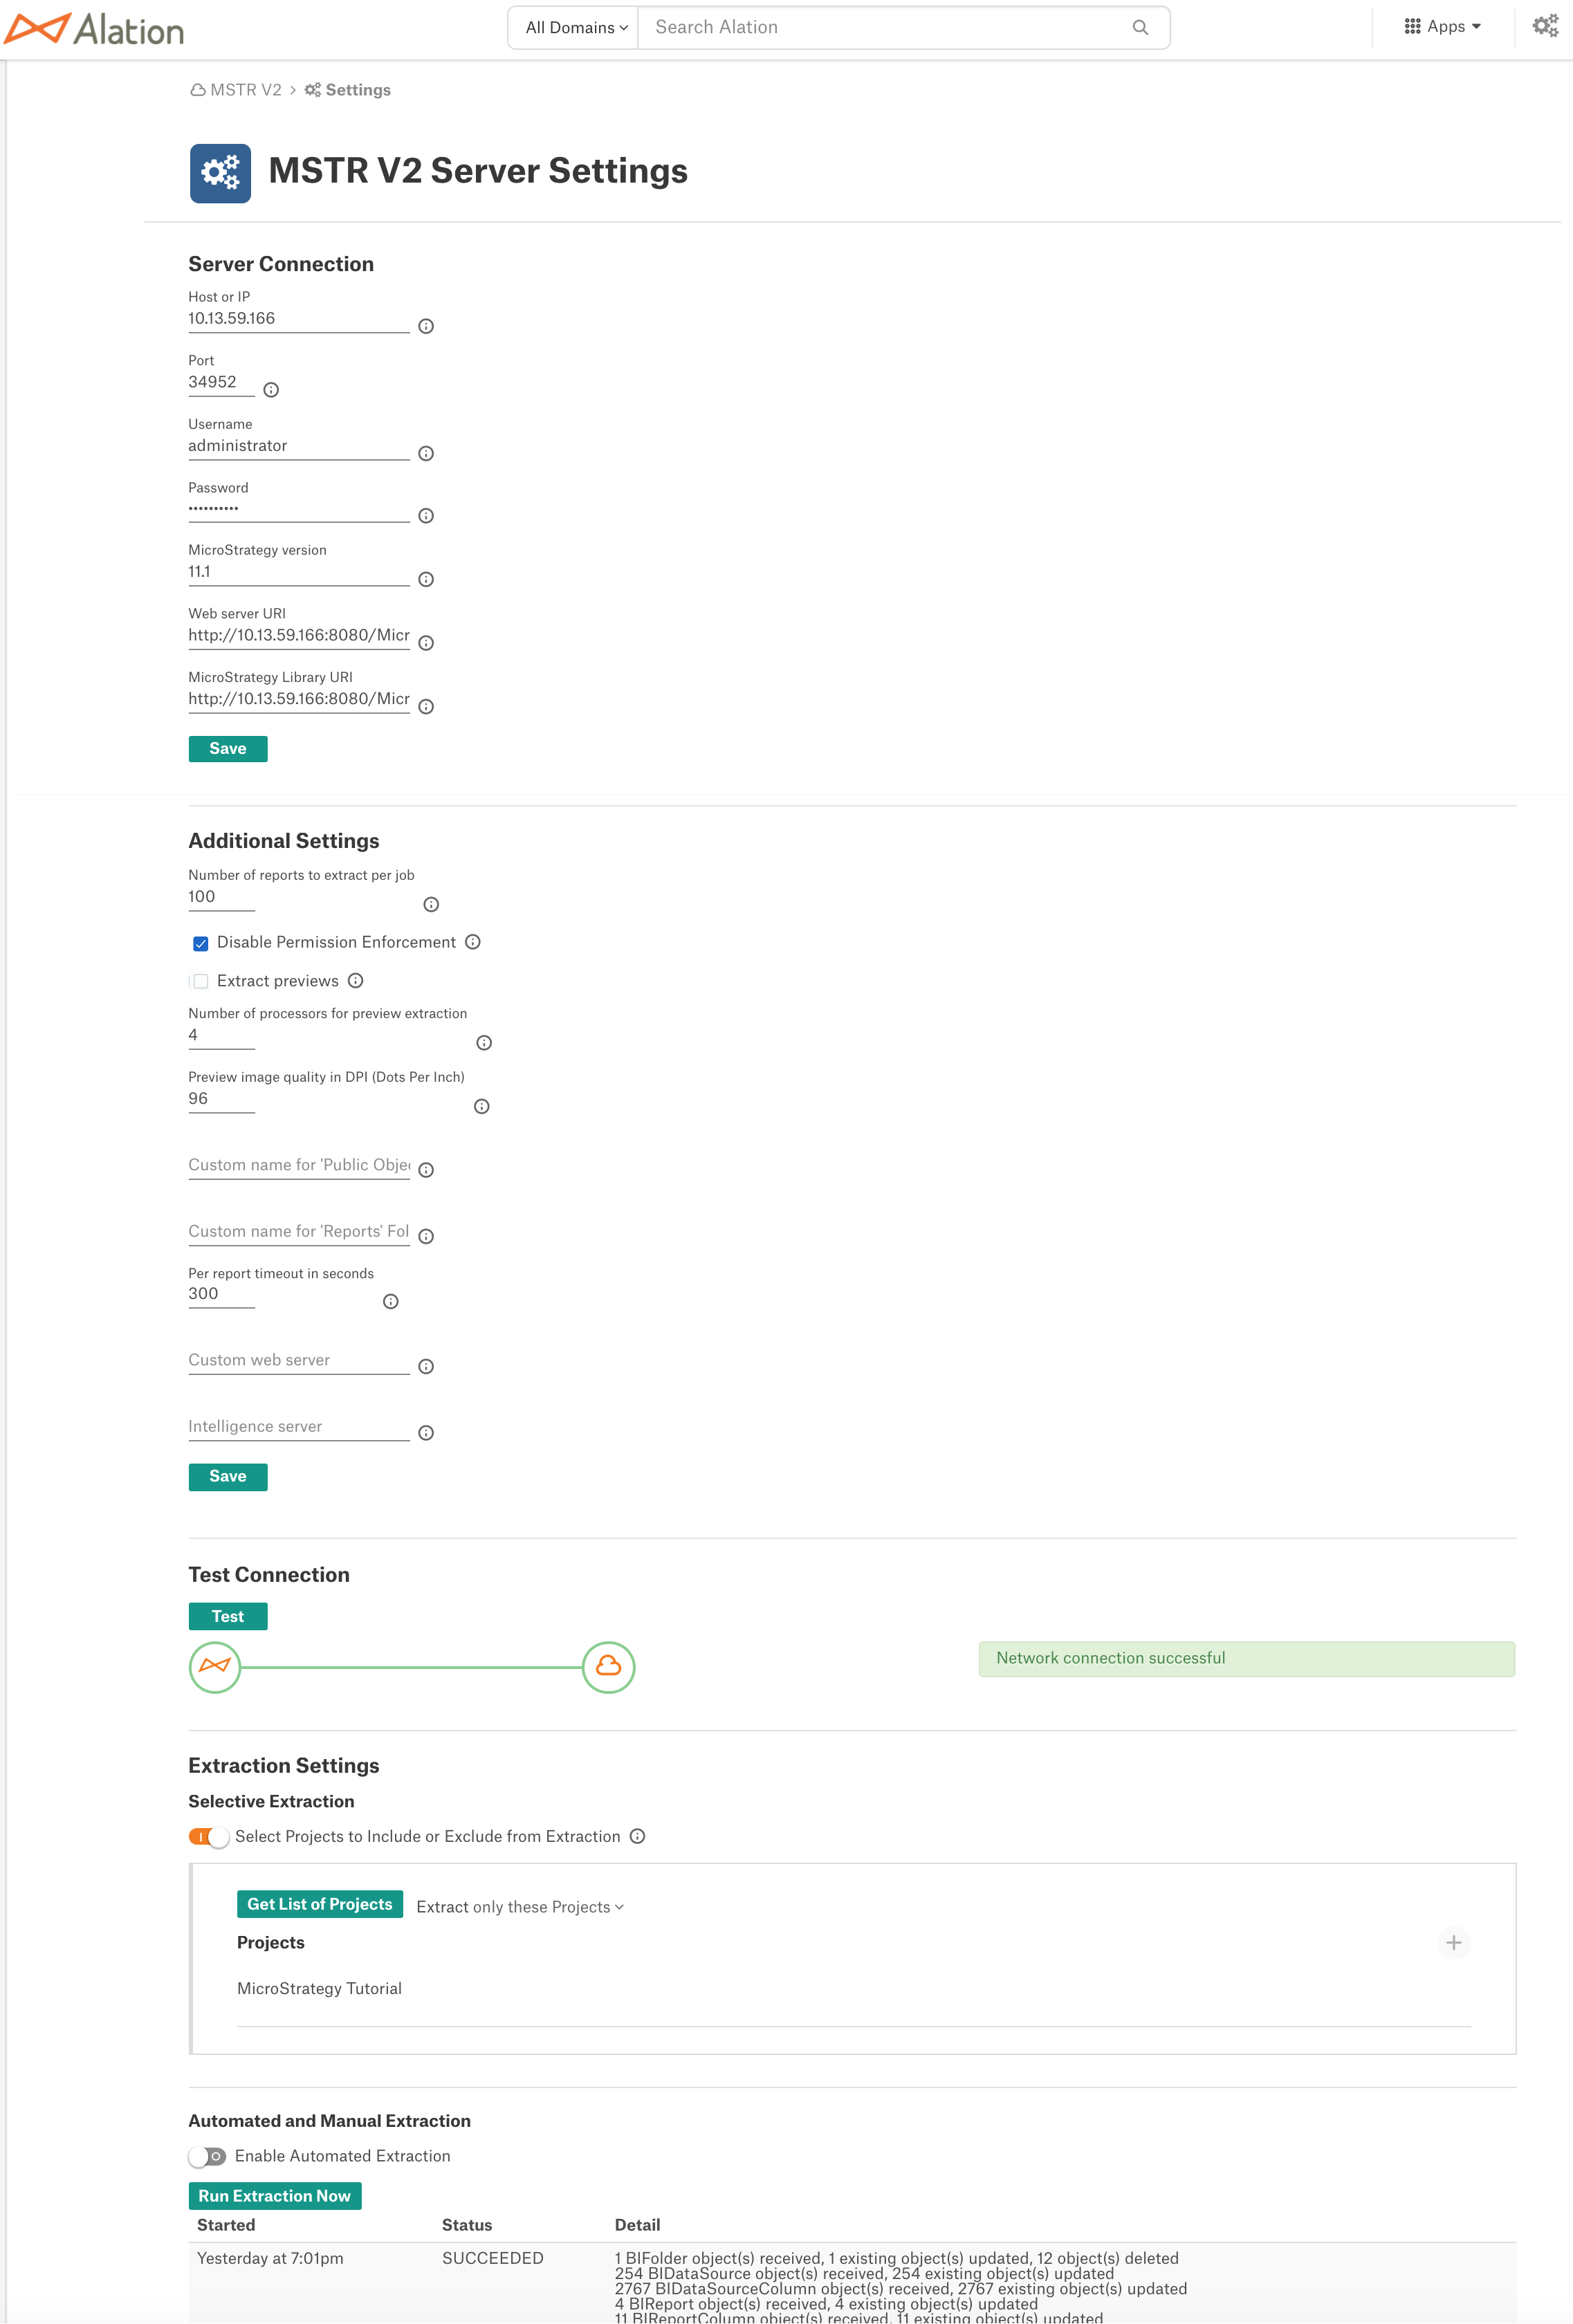 Alation
All Domains
Search Alation
Apps
MSTR V2 > Settings
MSTR V2 Server Settings
Server Connection
Host or IP
10.13.59.166
Port
34952
Username
administrator
Password
••••••••••
MicroStrategy version
11.1
Web server URI
http://10.13.59.166:8080/Micr
MicroStrategy Library URI
http://10.13.59.166:8080/Micr
Save
Additional Settings
Number of reports to extract per job
100
Disable Permission Enforcement
Extract previews
Number of processors for preview extraction
4
Preview image quality in DPI (Dots Per Inch)
96
Custom name for 'Public Obje
Custom name for 'Reports' Fol
Per report timeout in seconds
300
Custom web server
Intelligence server
Save
Test Connection
Test
Network connection successful
Extraction Settings
Selective Extraction
Select Projects to Include or Exclude from Extraction
Get List of Projects Extract only these Projects
Projects
MicroStrategy Tutorial
Automated and Manual Extraction
Enable Automated Extraction
Run Extraction Now
Started Status Detail
Yesterday at 7:01pm SUCCEEDED 1 BIFolder object(s) received, 1 existing object(s) updated, 12 object(s) deleted
254 BIDataSource object(s) received, 254 existing object(s) updated
2767 BIDataSourceColumn object(s) received, 2767 existing object(s) updated
4 BIReport object(s) received, 4 existing object(s) updated
11 BIReportColumn object(s) received, 11 existing object(s) updated